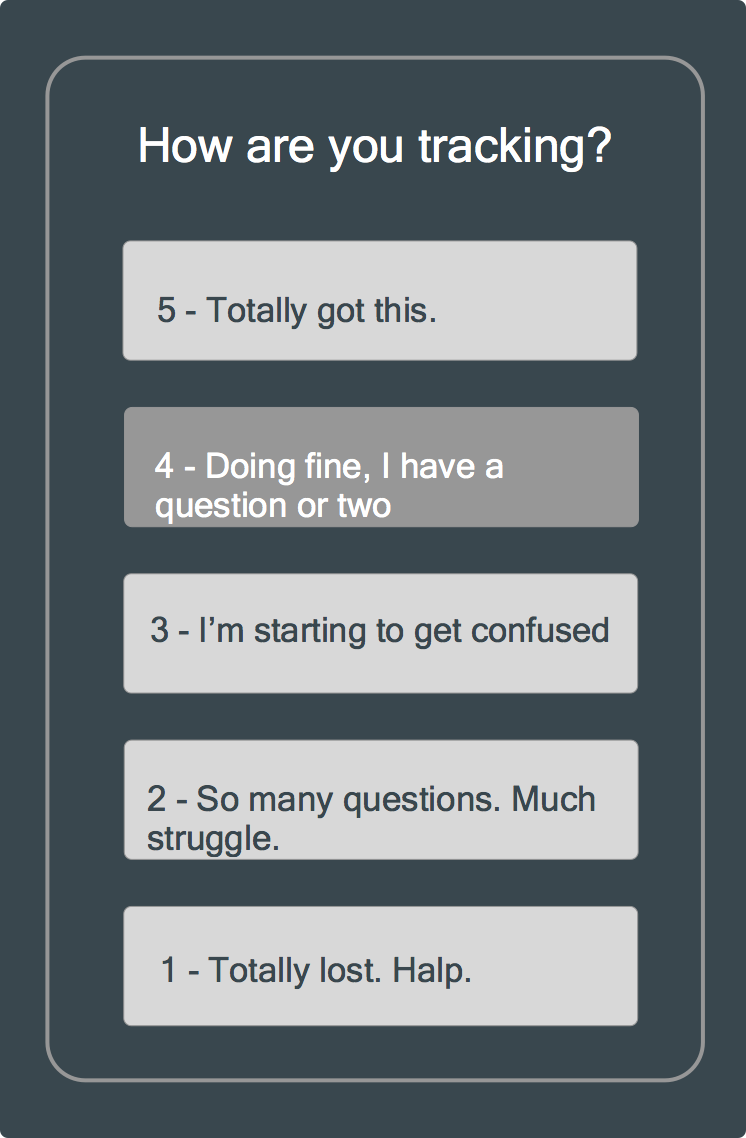 How are you tracking?
5 - Totally got this.
4 - Doing fine, I have a
question or two
3 - I’m starting to get confused
2 - So many questions. Much
struggle.
1 - Totally lost. Halp.